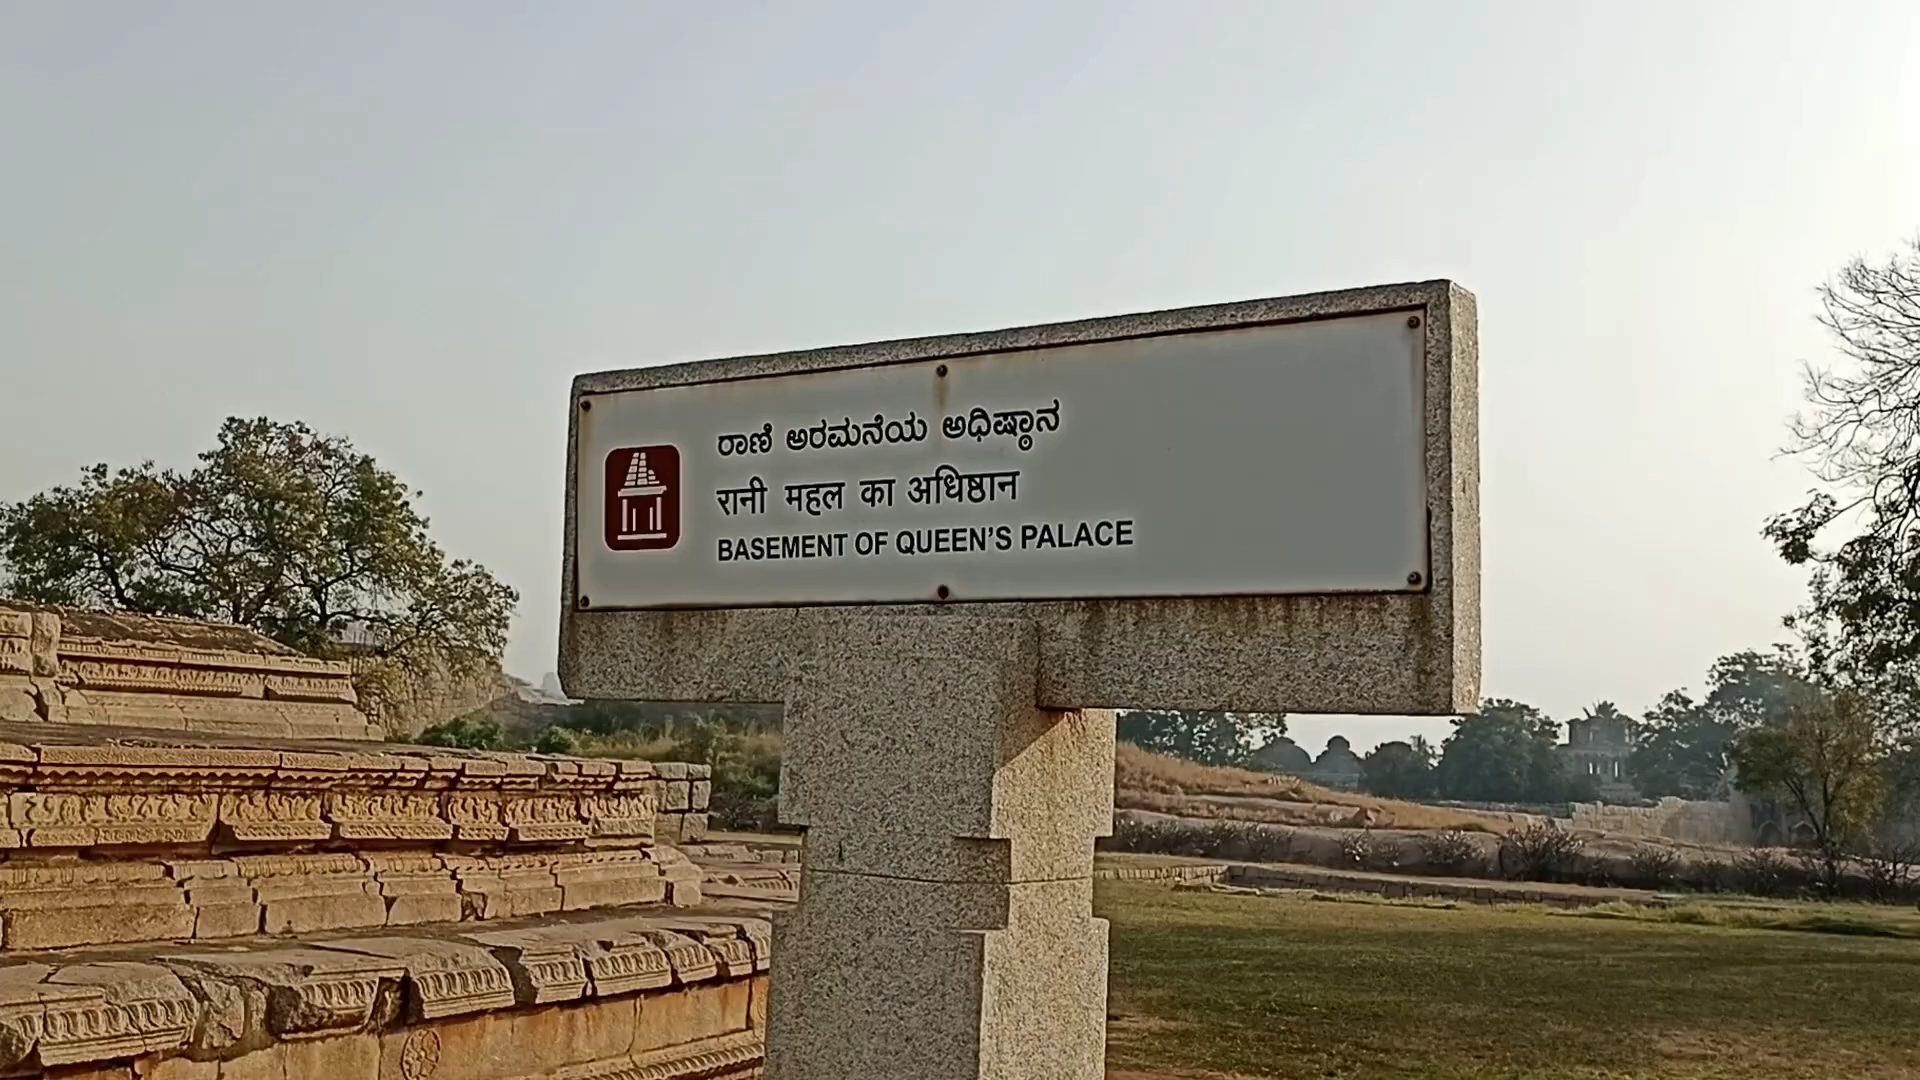 ರಾಣಿ ಅರಮನೆಯ ಅಧಿಷ್ಠಾನ
रानी महल का अधिष्ठान
BASEMENT OF QUEEN'S PALACE